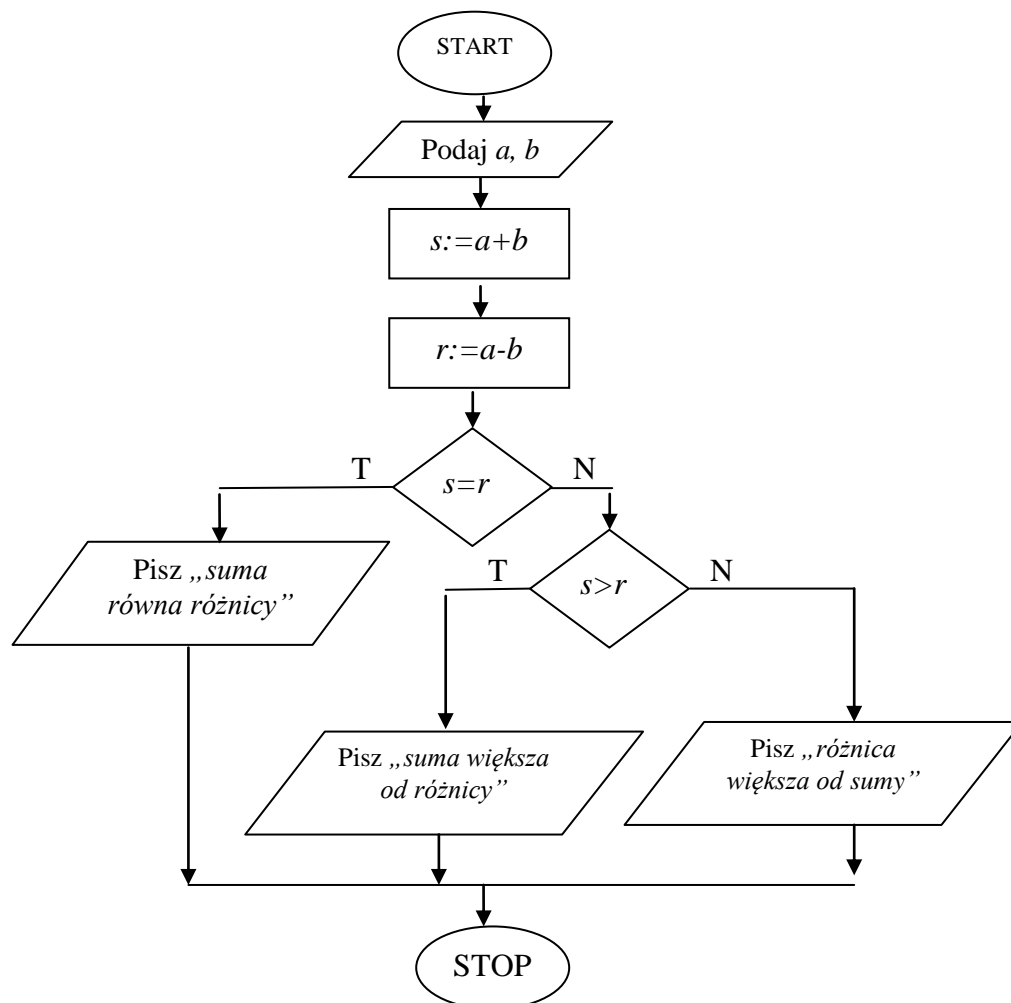 START
Podaj a, b
s:=a+b
r:=a-b
T
s=r
N
Pisz „suma
równa różnicy”
T
s>r
N
Pisz „suma większa
od różnicy”
Pisz „różnica
większa od sumy”
STOP